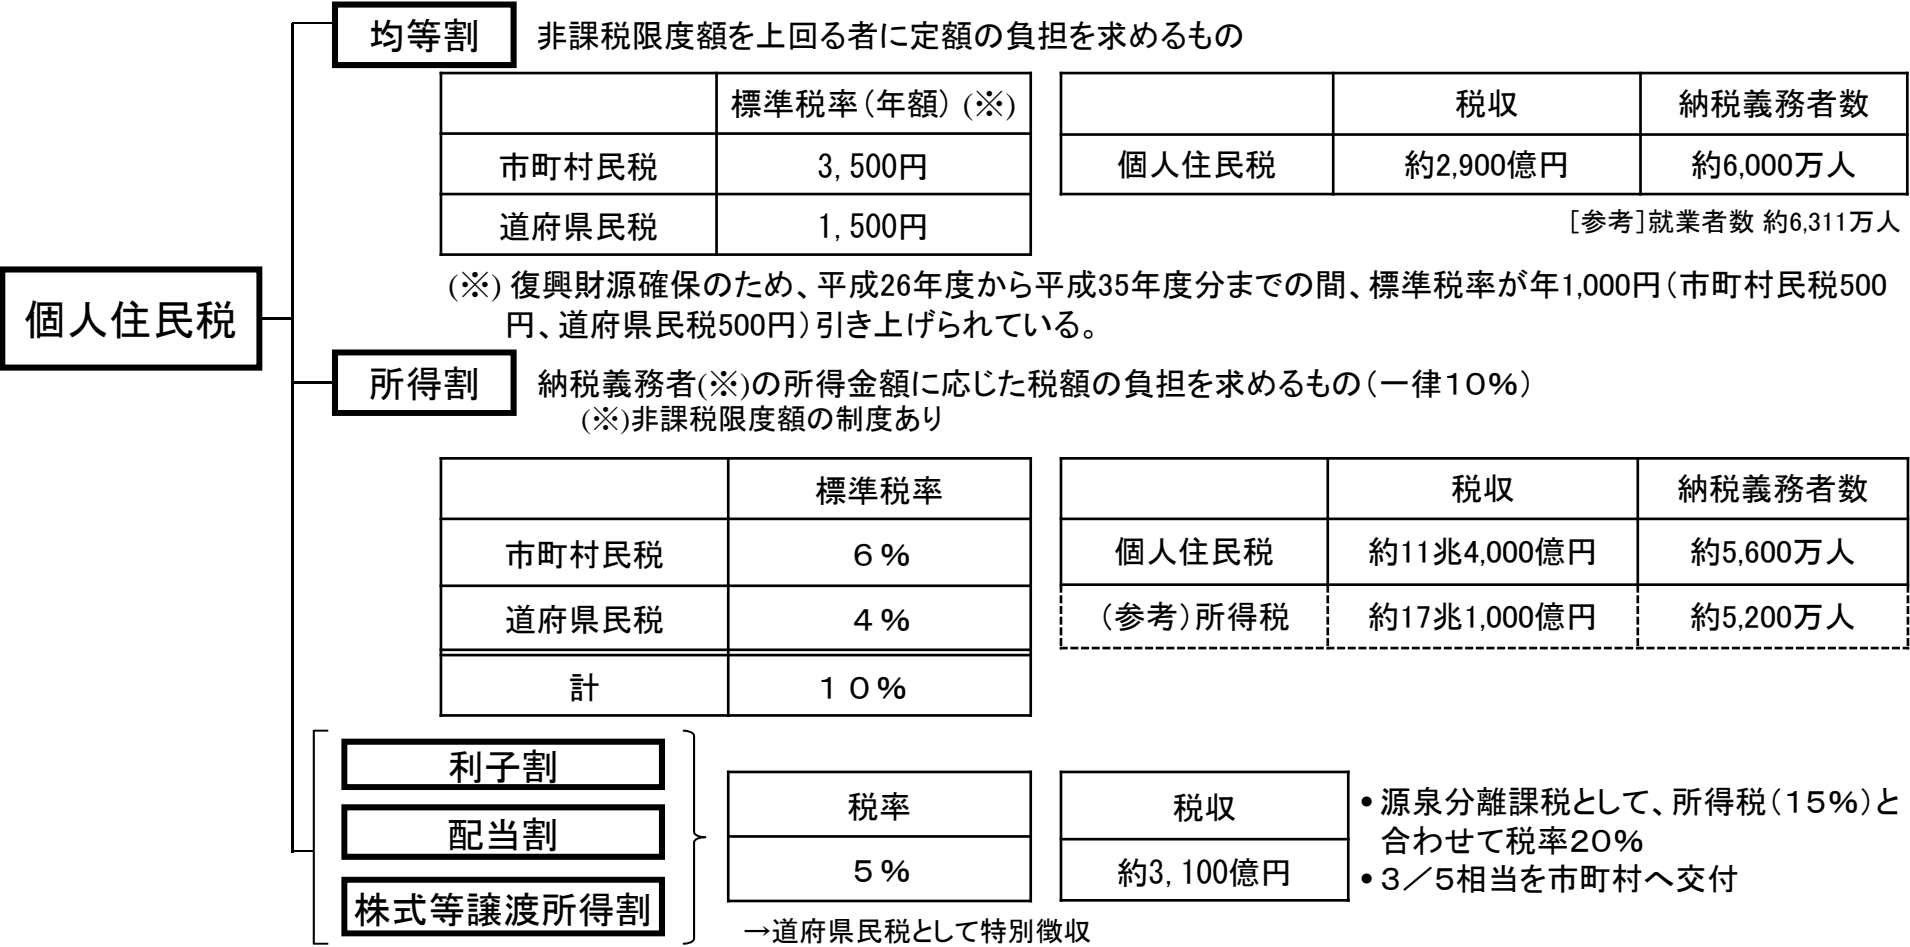 個人住民税
均等割 非課税限度額を上回る者に定額の負担を求めるもの
標準税率（年額）(※)
市町村民税 3,500円
道府県民税 1,500円
税収 納税義務者数
個人住民税 約2,900億円 約6,000万人
［参考］就業者数 約6,311万人
(※) 復興財源確保のため、平成26年度から平成35年度分までの間、標準税率が年1,000円（市町村民税500
円、道府県民税500円）引き上げられている。
所得割 納税義務者(※)の所得金額に応じた税額の負担を求めるもの（一律１０％）
(※)非課税限度額の制度あり
標準税率
市町村民税 ６％
道府県民税 ４％
計 １０％
税収 納税義務者数
個人住民税 約11兆4,000億円 約5,600万人
（参考）所得税 約17兆1,000億円 約5,200万人
利子割
配当割
株式等譲渡所得割
税率
５％
→道府県民税として特別徴収
税収
約3,100億円
• 源泉分離課税として、所得税（１５％）と
合わせて税率２０％
• ３／５相当を市町村へ交付